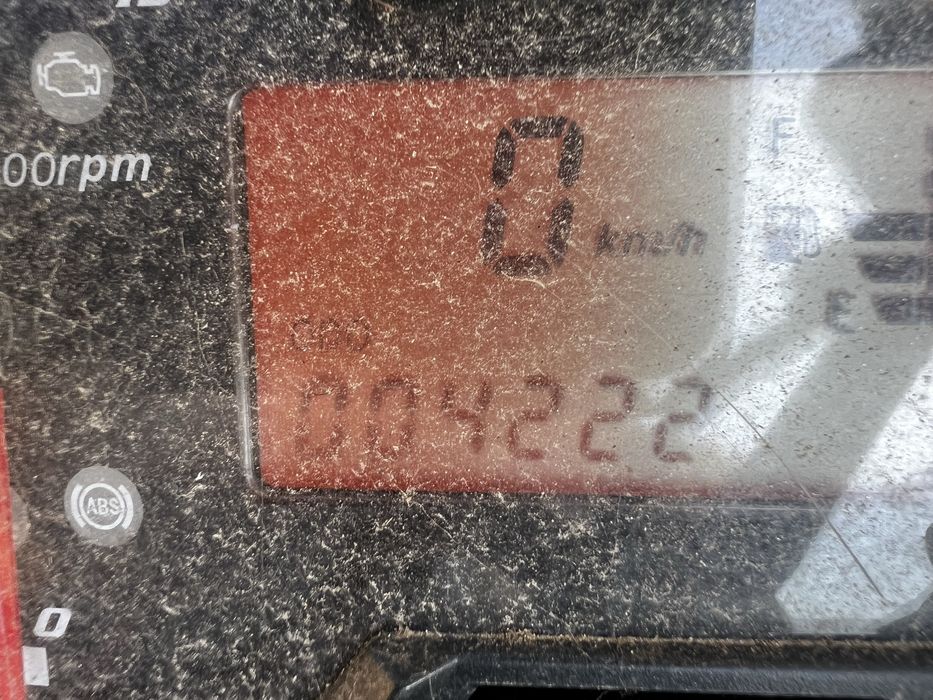 00rpm
0 km/h
F
E
ODO
004222
ABS
0